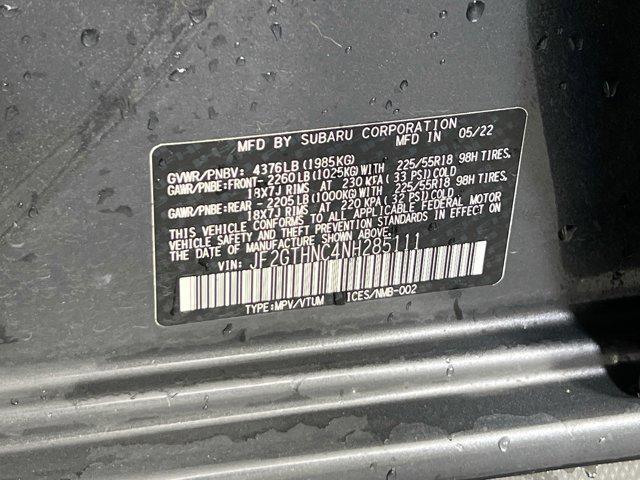 MFD BY SUBARU CORPORATION MFD IN 05/22
GVWR/PNBV: 4376LB(1985KG)
GAWR/PNBE:FRONT- 2260LB(1025KG)WITH 225/55R18 98H TIRES,
18X7J RIMS AT 230 KPA(33 PSI)COLD
GAWR/PNBE:REAR - 2205LB(1000KG)WITH 225/55R18 98H TIRES,
18X7J RIMS AT 220 KPA(32 PSI)COLD
THIS VEHICLE CONFORMS TO ALL APPLICABLE FEDERAL MOTOR
VEHICLE SAFETY AND THEFT PREVENTION STANDARDS IN EFFECT ON
THE DATE OF MANUFACTURE SHOWN ABOVE.
VIN: JF2GTHNC4NH285111
TYPE:MPV/VTUM ICES/NMB-002